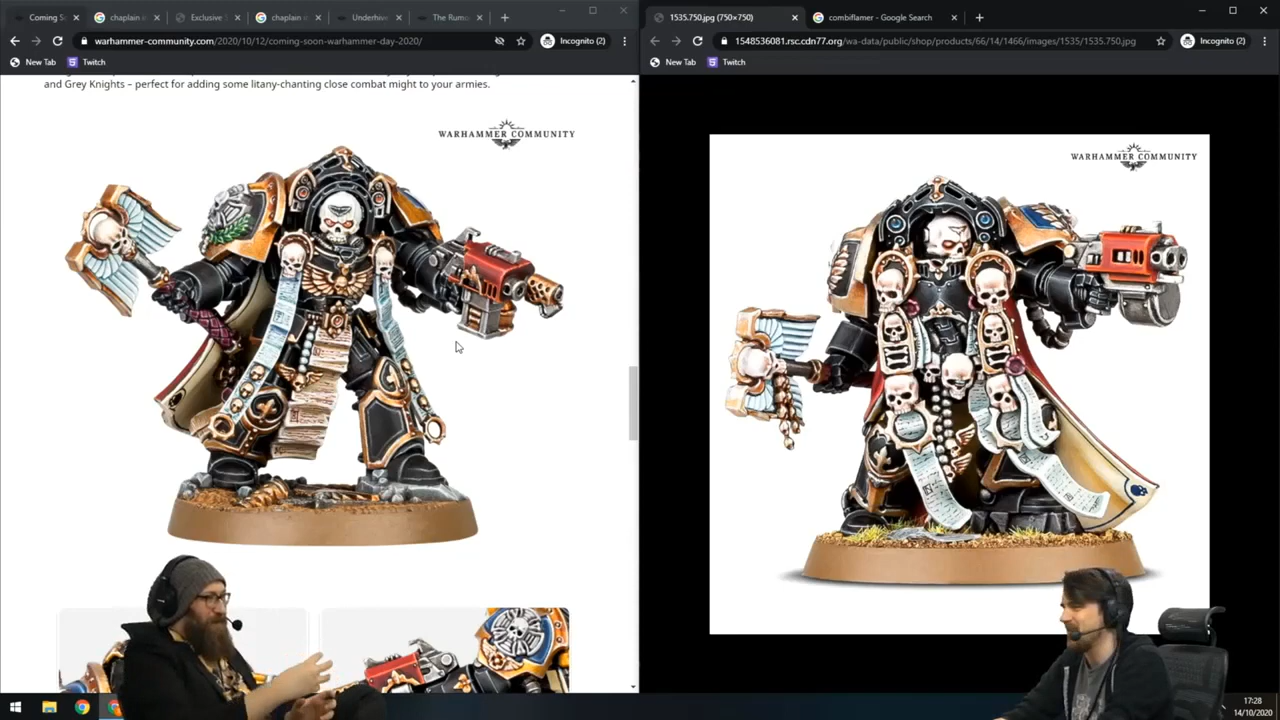 Coming S
chaplain i
Exclusive S
chaplain i
Underhive
The Rumo
warhammer-community.com/2020/10/12/coming-soon-warhammer-day-2020/
Incognito (2)
New Tab
Twitch
and Grey Knights – perfect for adding some litany-chanting close combat might to your armies.
WARHAMMER COMMUNITY
1535.750.jpg (750×750)
combiflamer - Google Search
1548536081.rsc.cdn77.org/wa-data/public/shop/products/66/14/1466/images/1535/1535.750.jpg
Incognito (2)
New Tab
Twitch
WARHAMMER COMMUNITY
17:28
14/10/2020